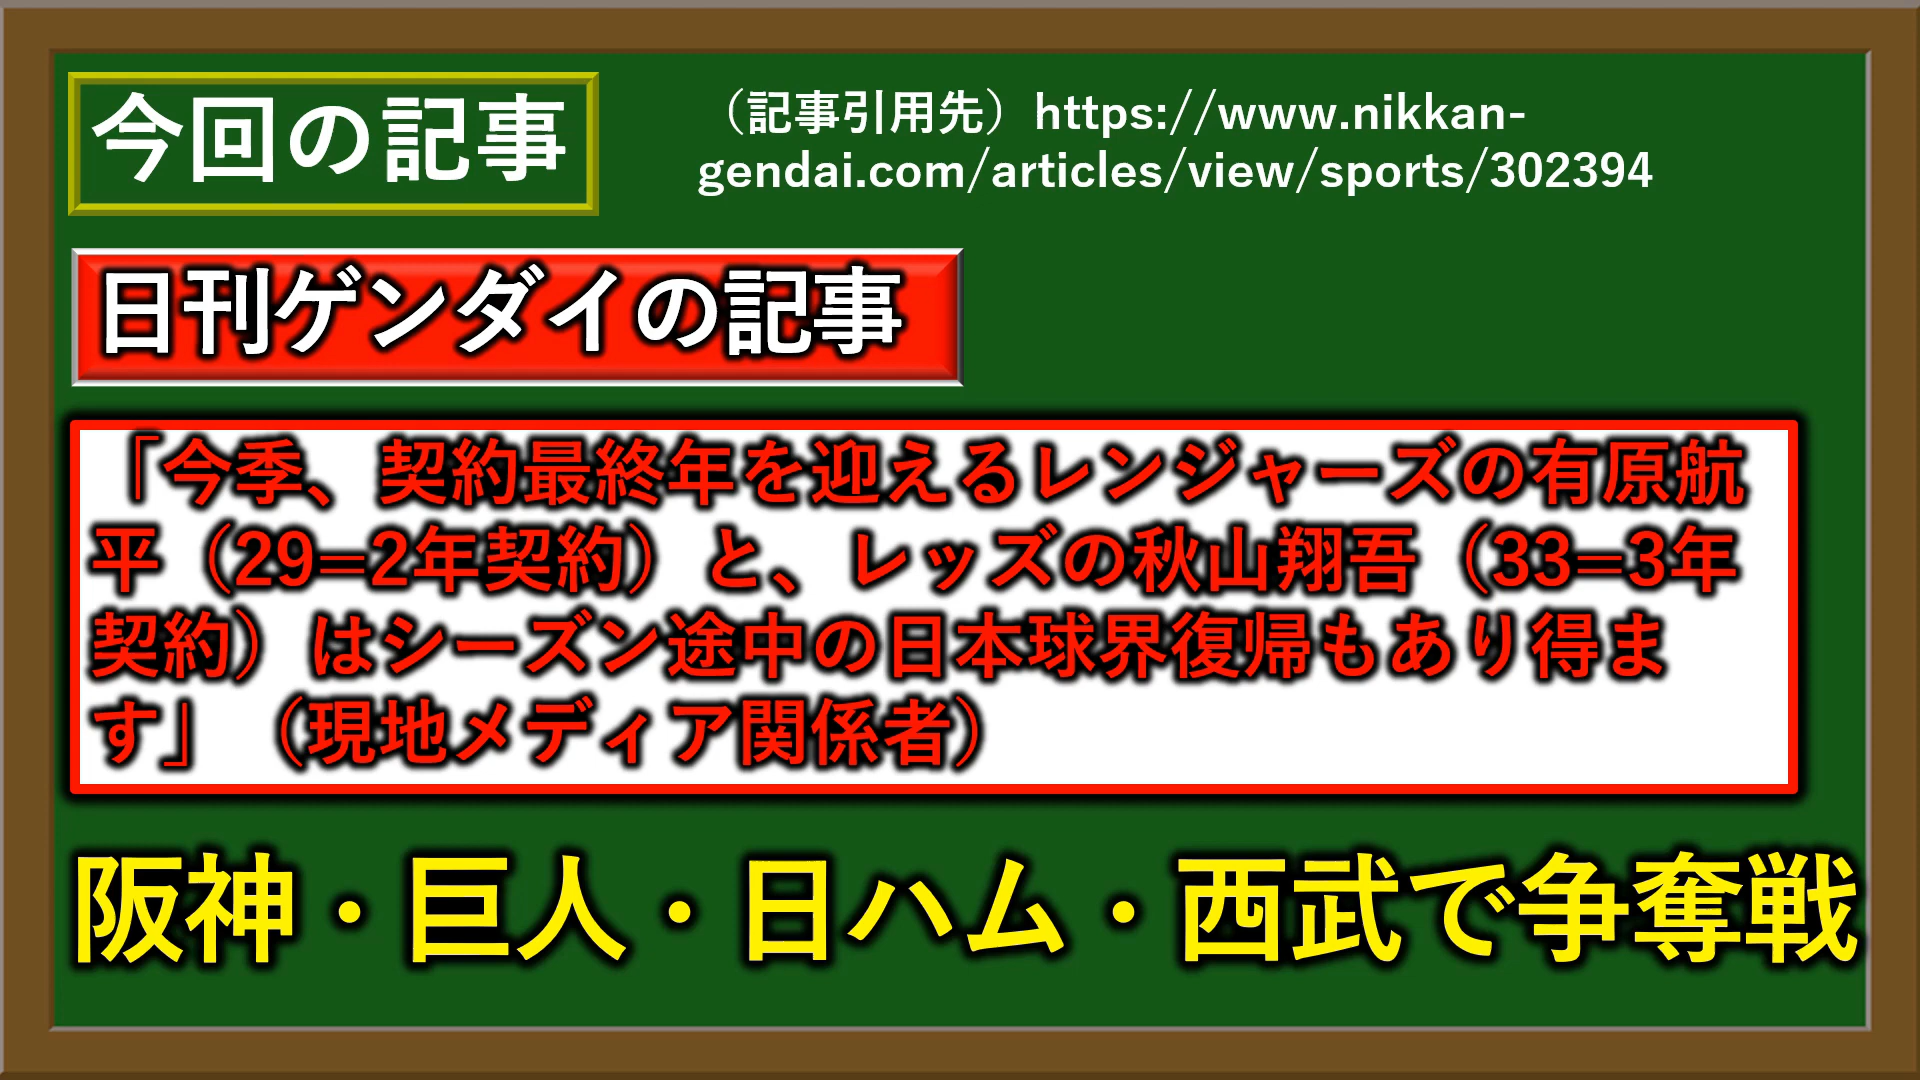 今回の記事
（記事引用先）https://www.nikkan-
gendai.com/articles/view/sports/302394
日刊ゲンダイの記事
「今季、契約最終年を迎えるレンジャーズの有原航
平（29＝2年契約）と、レッズの秋山翔吾（33＝3年
契約）はシーズン途中の日本球界復帰もあり得ま
す」（現地メディア関係者）
阪神・巨人・日ハム・西武で争奪戦